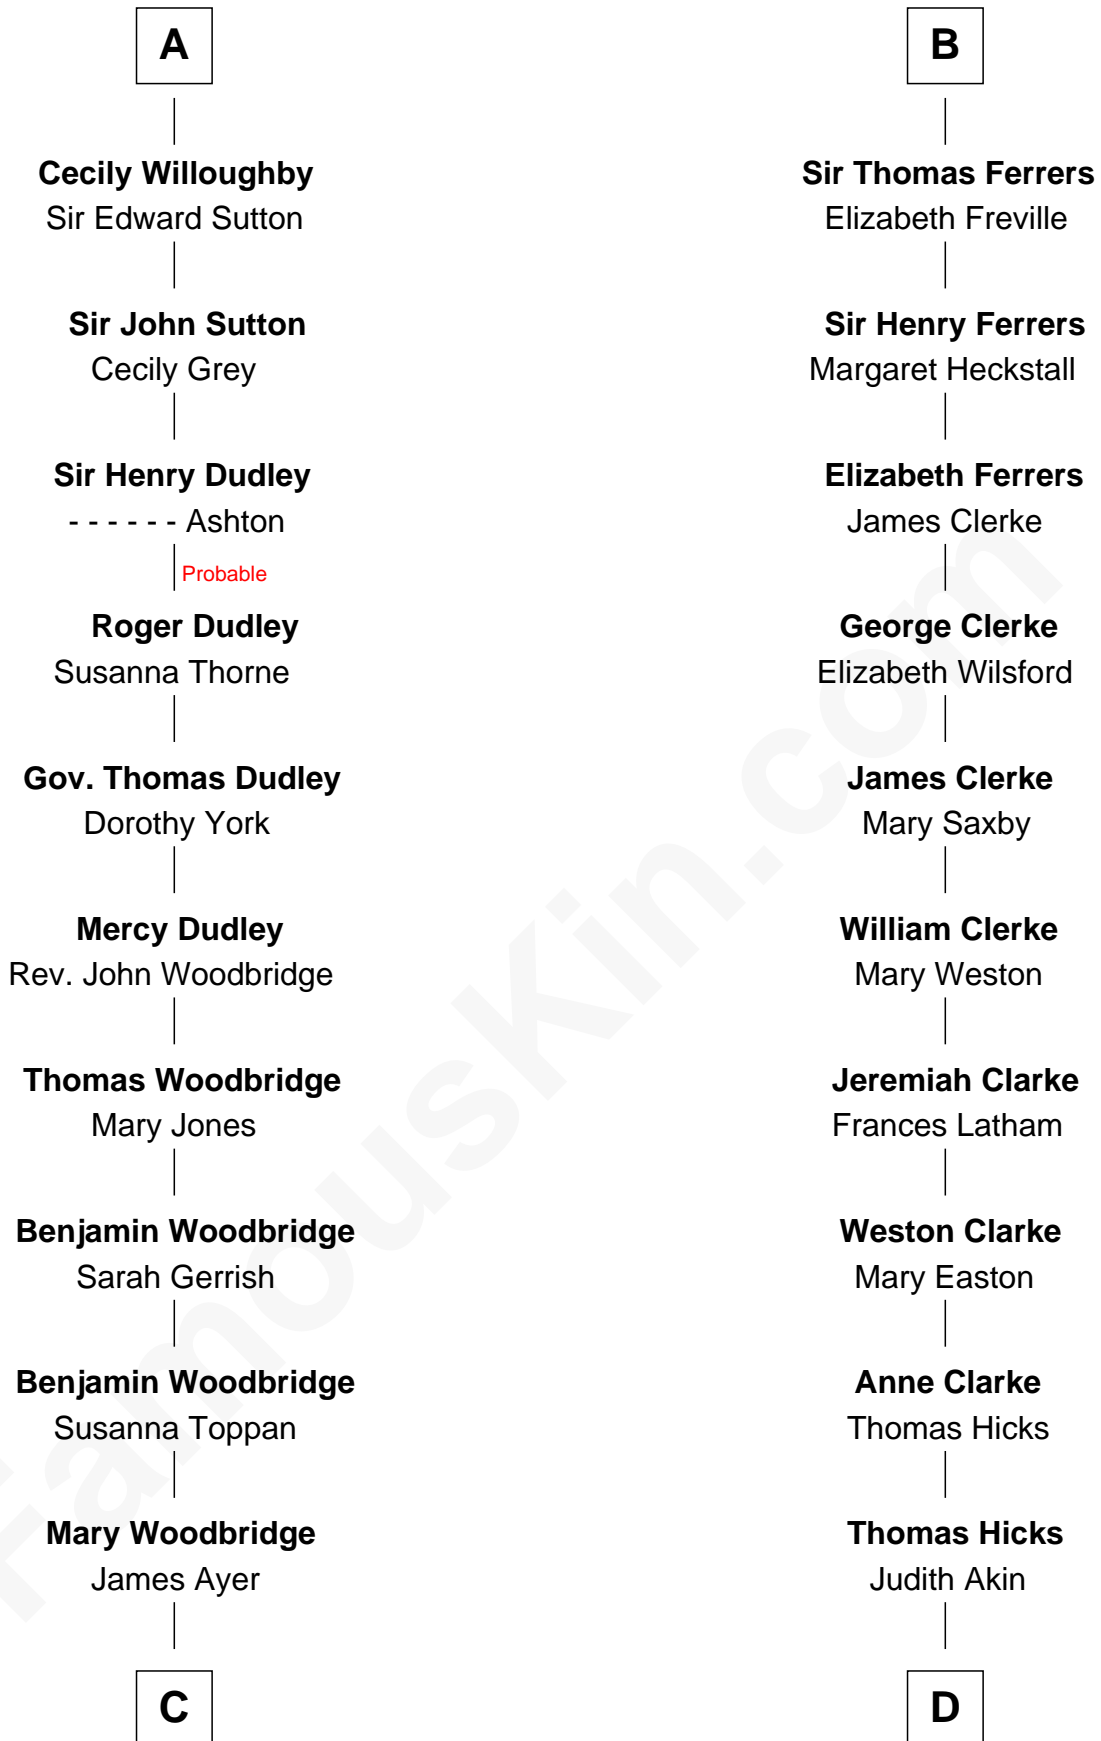 A
Cecily Willoughby
Sir Edward Sutton
Sir John Sutton
Cecily Grey
Sir Henry Dudley
- - - - - - Ashton
Probable
Roger Dudley
Susanna Thorne
Gov. Thomas Dudley
Dorothy York
Mercy Dudley
Rev. John Woodbridge
Thomas Woodbridge
Mary Jones
Benjamin Woodbridge
Sarah Gerrish
Benjamin Woodbridge
Susanna Toppan
Mary Woodbridge
James Ayer
C
B
Sir Thomas Ferrers
Elizabeth Freville
Sir Henry Ferrers
Margaret Heckstall
Elizabeth Ferrers
James Clerke
George Clerke
Elizabeth Wilsford
James Clerke
Mary Saxby
William Clerke
Mary Weston
Jeremiah Clarke
Frances Latham
Weston Clarke
Mary Easton
Anne Clarke
Thomas Hicks
Thomas Hicks
Judith Akin
D
FamousKin.com